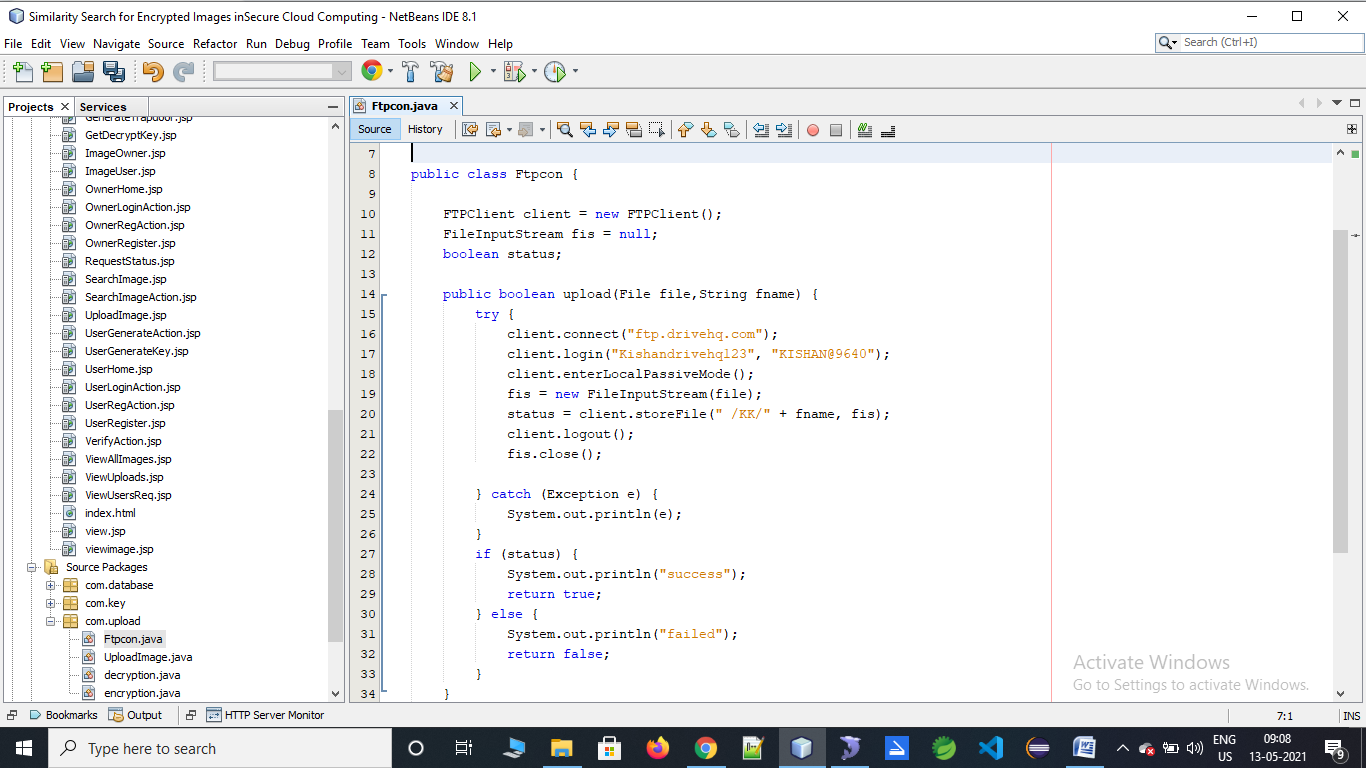 Similarity Search for Encrypted Images inSecure Cloud Computing - NetBeans IDE 8.1
File Edit View Navigate Source Refactor Run Debug Profile Team Tools Window Help
Search (Ctrl+I)
Projects Services
GenerateTrapdoor.jsp
GetDecryptKey.jsp
ImageOwner.jsp
ImageUser.jsp
OwnerHome.jsp
OwnerLoginAction.jsp
OwnerRegAction.jsp
OwnerRegister.jsp
RequestStatus.jsp
SearchImage.jsp
SearchImageAction.jsp
UploadImage.jsp
UserGenerateAction.jsp
UserGenerateKey.jsp
UserHome.jsp
UserLoginAction.jsp
UserRegAction.jsp
UserRegister.jsp
VerifyAction.jsp
ViewAllImages.jsp
ViewUploads.jsp
ViewUsersReq.jsp
index.html
view.jsp
viewimage.jsp
Source Packages
com.database
com.key
com.upload
Ftpcon.java
UploadImage.java
decryption.java
encryption.java
Ftpcon.java
Source History
7
8 public class Ftpcon {
9
10 FTPClient client = new FTPClient();
11 FileInputStream fis = null;
12 boolean status;
13
14 public boolean upload(File file,String fname) {
15 try {
16 client.connect("ftp.drivehq.com");
17 client.login("Kishandrivehq123", "KISHAN@9640");
18 client.enterLocalPassiveMode();
19 fis = new FileInputStream(file);
20 status = client.storeFile(" /KK/" + fname, fis);
21 client.logout();
22 fis.close();
23
24 } catch (Exception e) {
25 System.out.println(e);
26 }
27 if (status) {
28 System.out.println("success");
29 return true;
30 } else {
31 System.out.println("failed");
32 return false;
33 }
34 }
Activate Windows
Go to Settings to activate Windows.
Bookmarks Output HTTP Server Monitor
7:1 INS
Type here to search
ENG
US
09:08
13-05-2021
9